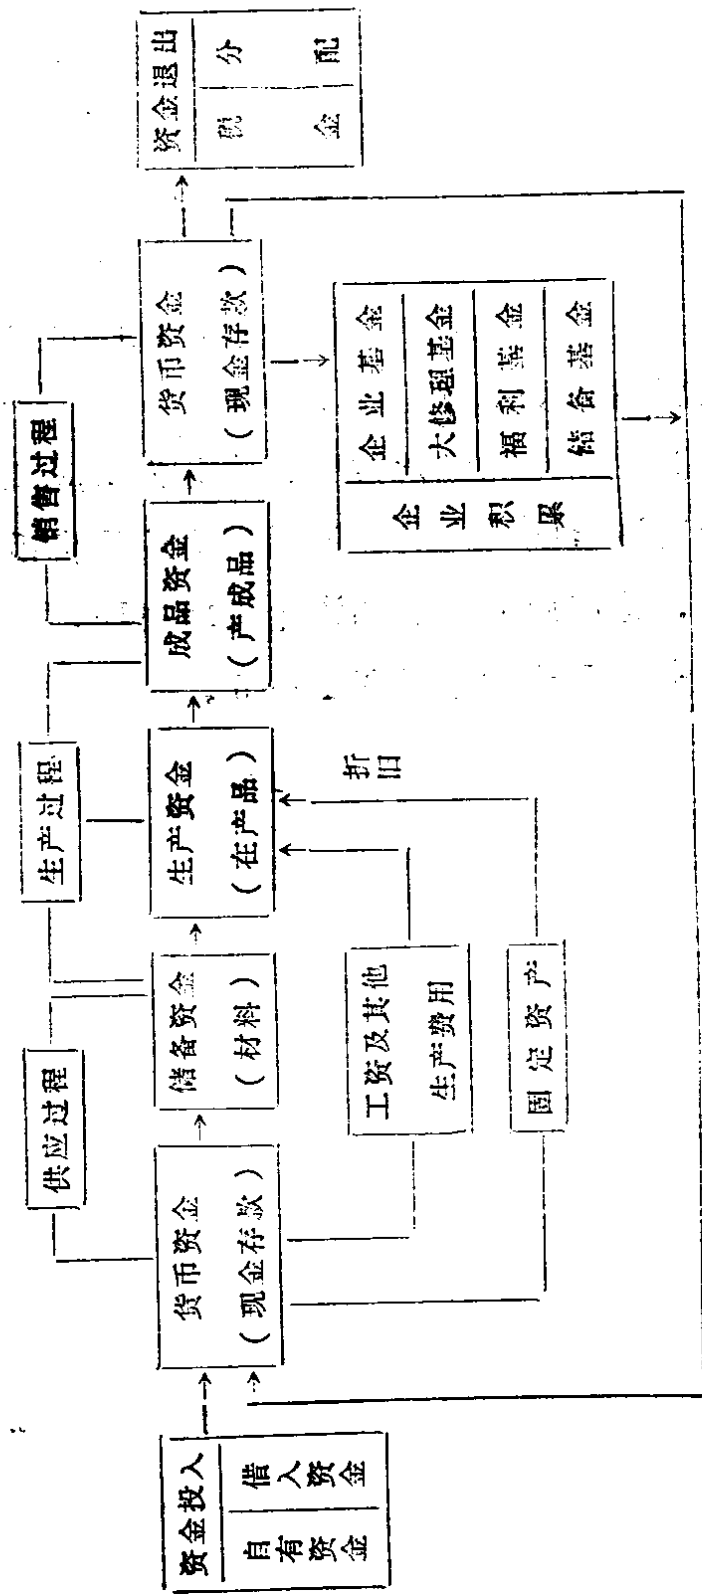 供应过程
生产过程
销售过程
资金投入
自有资金
借入资金
货币资金
（现金存款）
储备资金
（材料）
生产资金
（在产品）
成品资金
（产成品）
货币资金
（现金存款）
资金退出
税金
分配
工资及其他
生产费用
固定资产
折旧
企业积累
企业基金
大修理基金
福利基金
储备基金